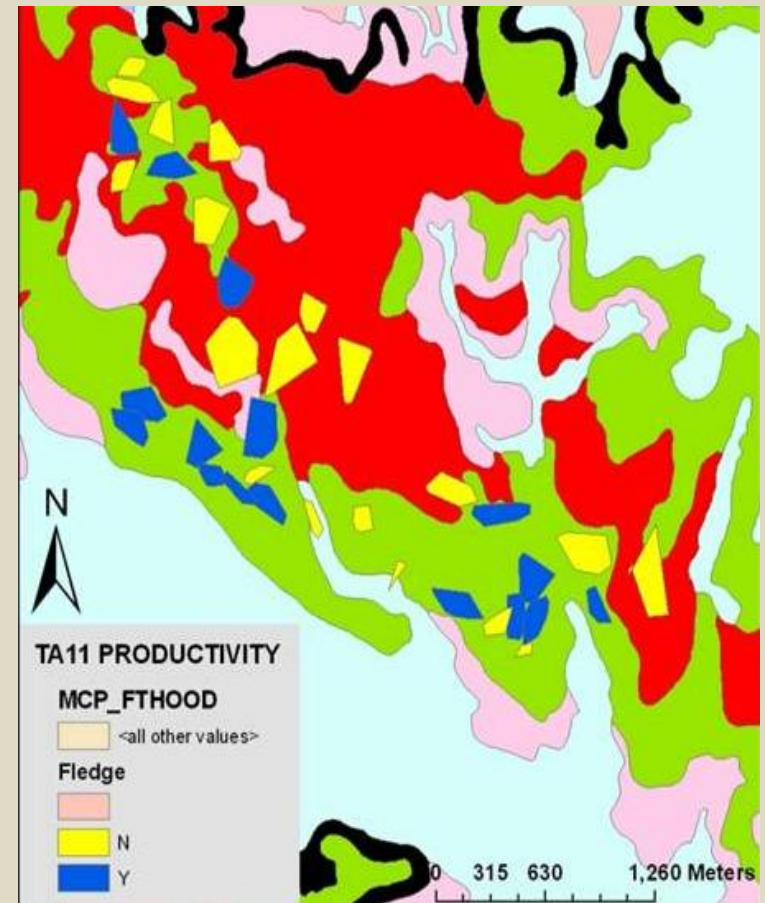 N
TA11 PRODUCTIVITY
MCP_FTHOOD
<all other values>
Fledge
N
Y
0 315 630 1,260 Meters